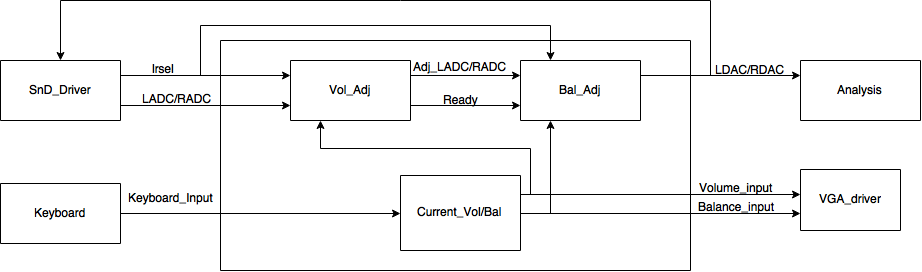 lrsel
Adj_LADC/RADC
LDAC/RDAC
SnD_Driver
Vol_Adj
Bal_Adj
Analysis
LADC/RADC
Ready
Keyboard_Input
Volume_input
Keyboard
Current_Vol/Bal
Balance_input
VGA_driver